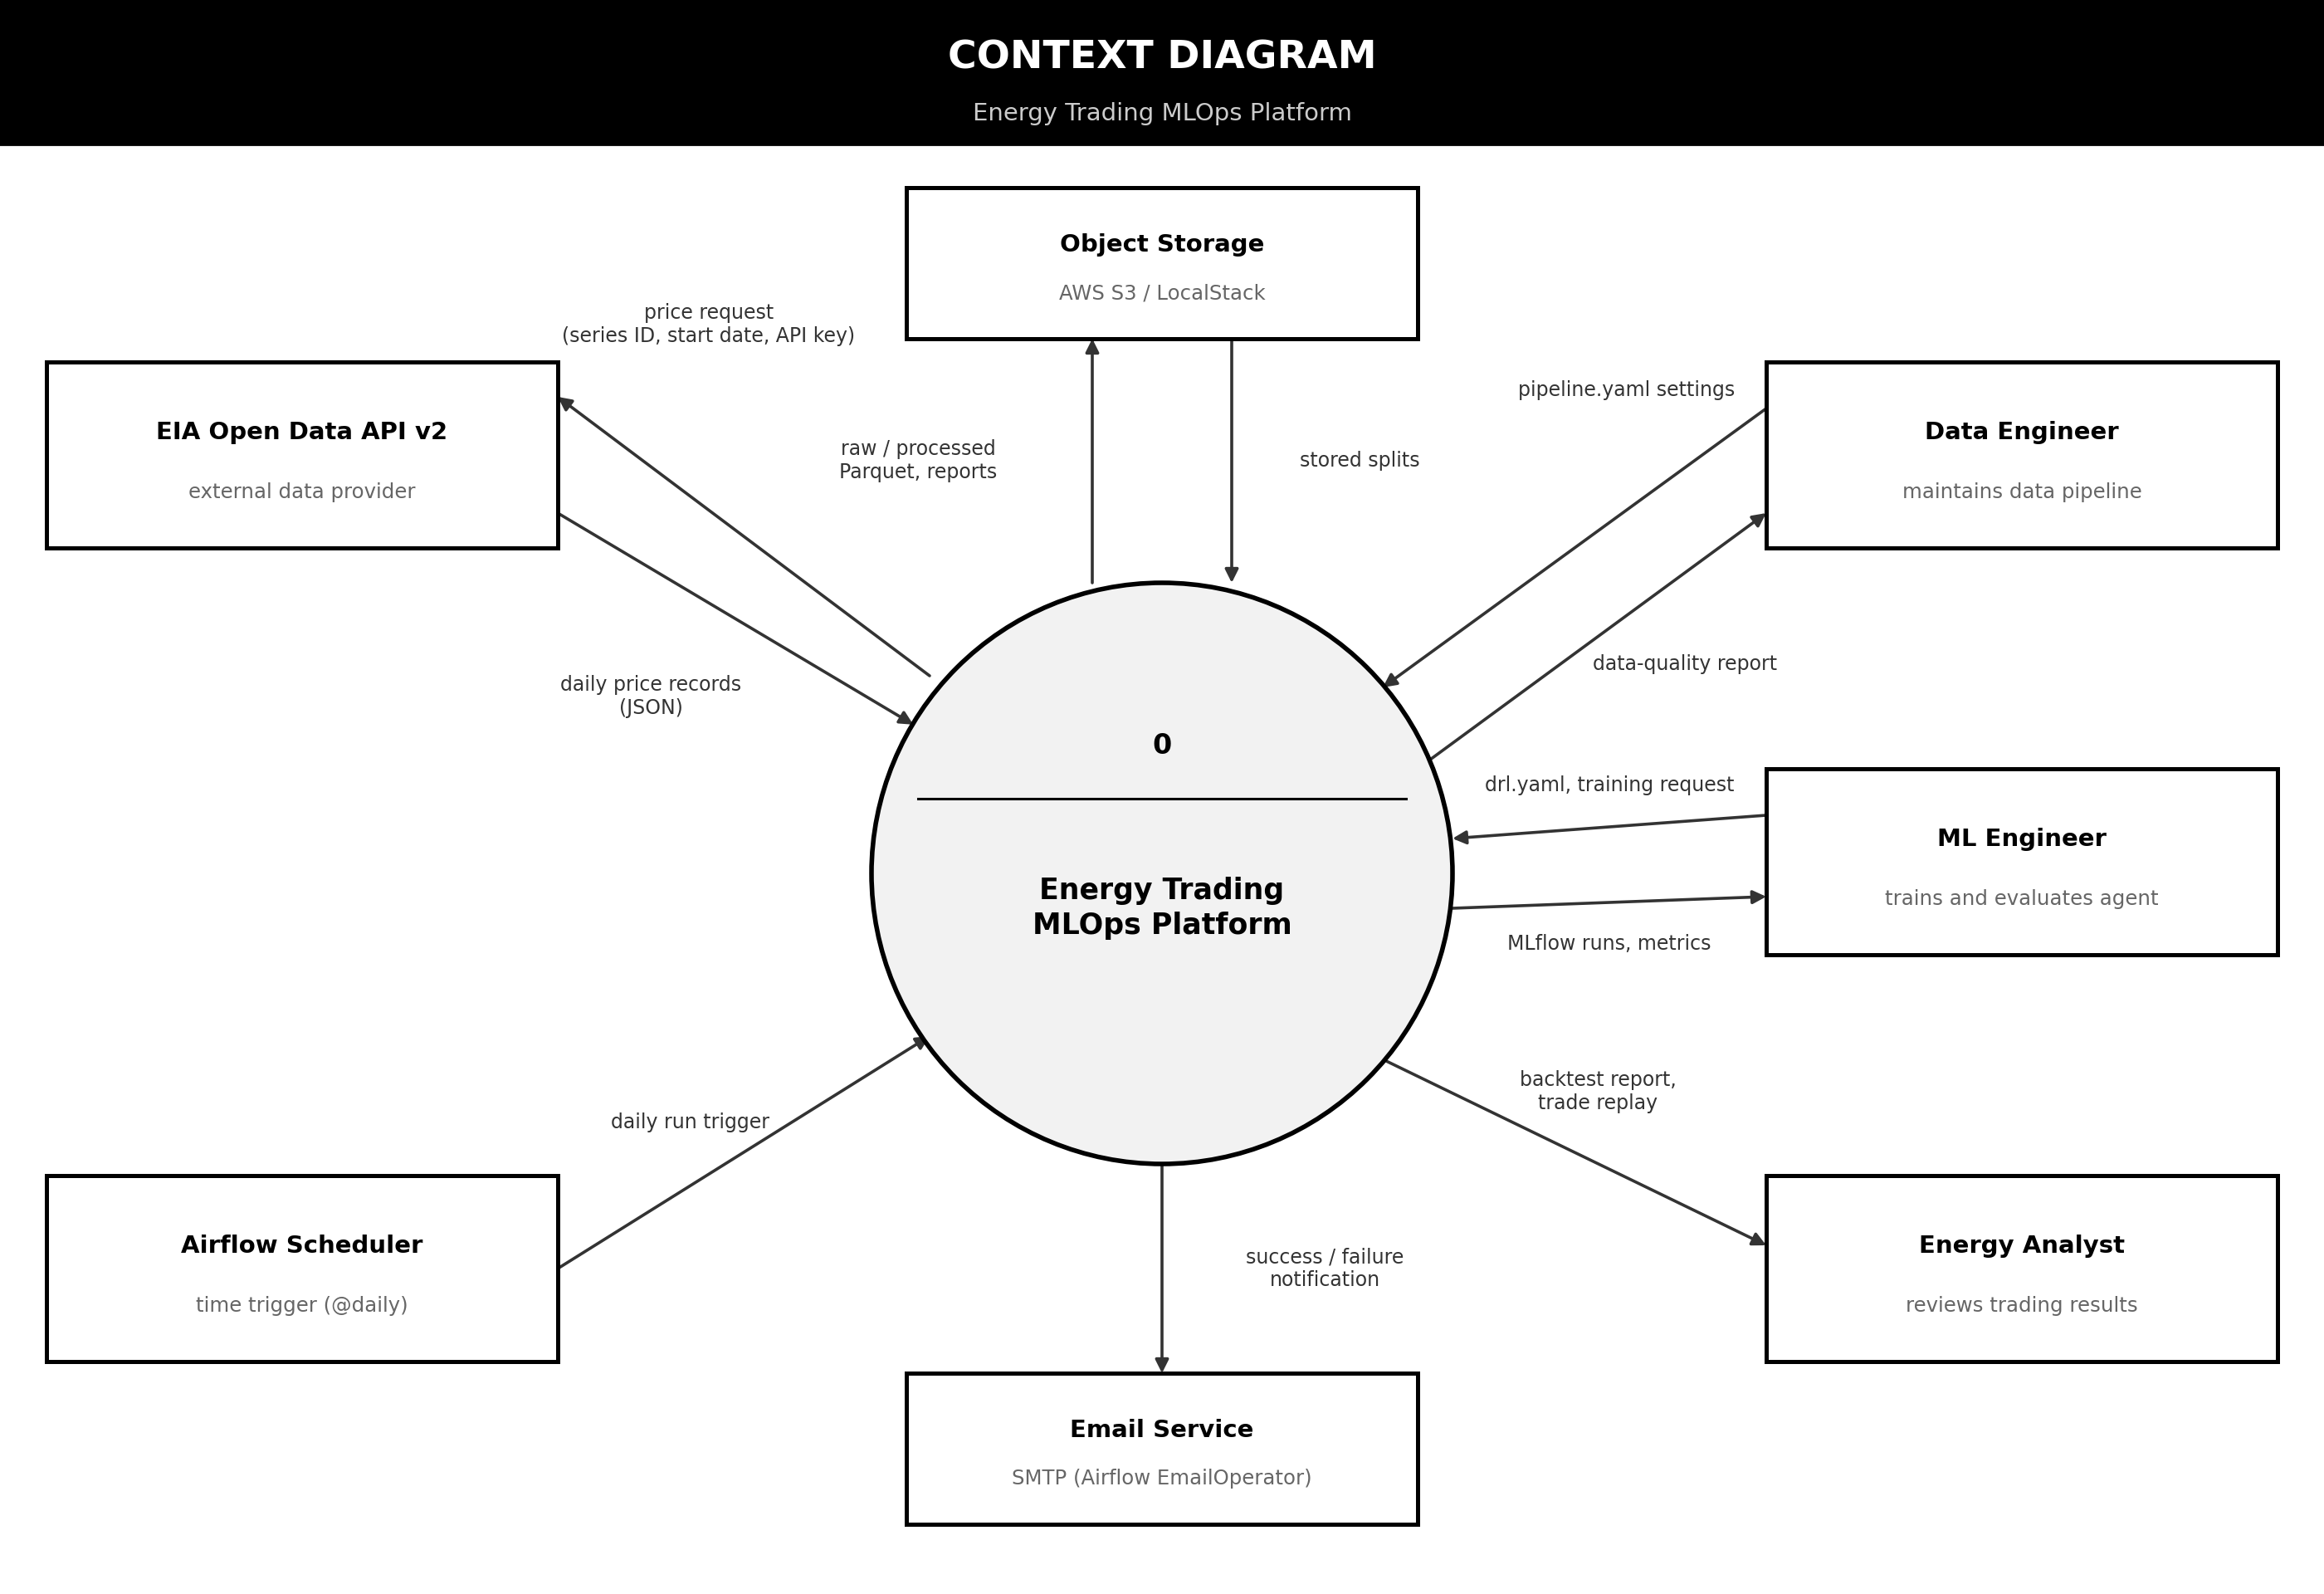 CONTEXT DIAGRAM
Energy Trading MLOps Platform
Object Storage
AWS S3 / LocalStack
price request
(series ID, start date, API key)
EIA Open Data API v2
external data provider
raw / processed
Parquet, reports
stored splits
pipeline.yaml settings
Data Engineer
maintains data pipeline
daily price records
(JSON)
data-quality report
0
Energy Trading
MLOps Platform
drl.yaml, training request
ML Engineer
trains and evaluates agent
MLflow runs, metrics
daily run trigger
backtest report,
trade replay
Airflow Scheduler
time trigger (@daily)
success / failure
notification
Energy Analyst
reviews trading results
Email Service
SMTP (Airflow EmailOperator)